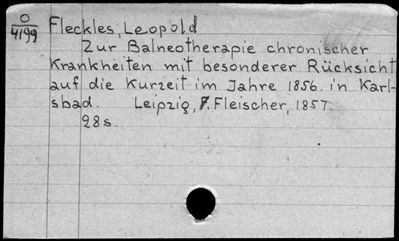 O
4199
Fleckles, Leopold
Zur Balneotherapie chronischer
Krankheiten mit besonderer Rücksicht
auf die Kurzeit im Jahre 1856. in Karl-
sbad. Leipzig, F. Fleischer, 1857.
28 s.